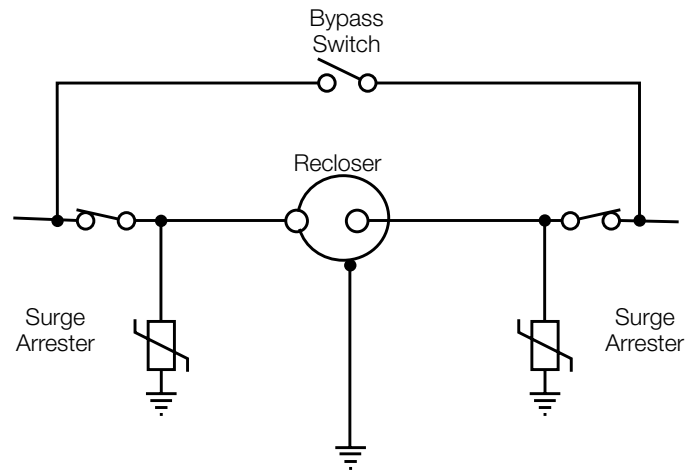 Bypass
Switch
Recloser
Surge
Arrester
Surge
Arrester